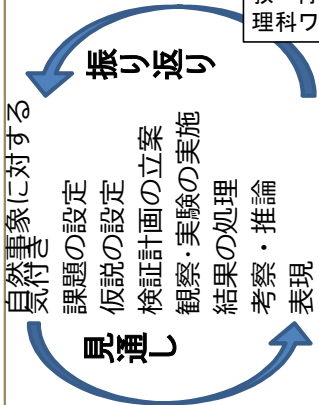 理科ワ
振り返り
自然事象に対する
気付き
課題の設定
仮説の設定
検証計画の立案
観察・実験の実施
結果の処理
考察・推論
表現
見通し